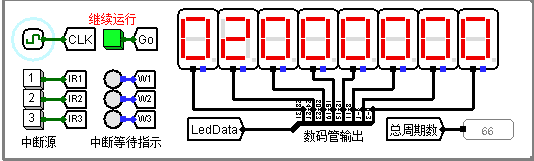 继续运行
CLK
Go
1
IR1
2
IR2
3
IR3
W1
W2
W3
中断源
中断等待指示
02000000
LedData
数码管输出
总周期数
66